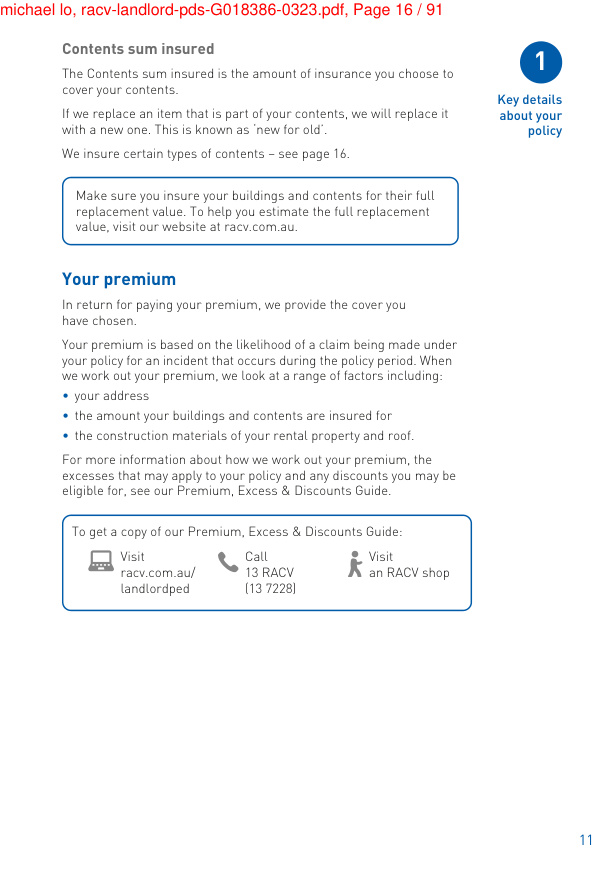 michael lo, racv-landlord-pds-G018386-0323.pdf, Page 16 / 91
Contents sum insured
The Contents sum insured is the amount of insurance you choose to
cover your contents.
If we replace an item that is part of your contents, we will replace it
with a new one. This is known as ‘new for old’.
We insure certain types of contents – see page 16.
Make sure you insure your buildings and contents for their full
replacement value. To help you estimate the full replacement
value, visit our website at racv.com.au.
1
Key details
about your
policy
Your premium
In return for paying your premium, we provide the cover you
have chosen.
Your premium is based on the likelihood of a claim being made under
your policy for an incident that occurs during the policy period. When
we work out your premium, we look at a range of factors including:
• your address
• the amount your buildings and contents are insured for
• the construction materials of your rental property and roof.
For more information about how we work out your premium, the
excesses that may apply to your policy and any discounts you may be
eligible for, see our Premium, Excess & Discounts Guide.
To get a copy of our Premium, Excess & Discounts Guide:
Visit
racv.com.au/
landlordped
Call
13 RACV
(13 7228)
Visit
an RACV shop
11